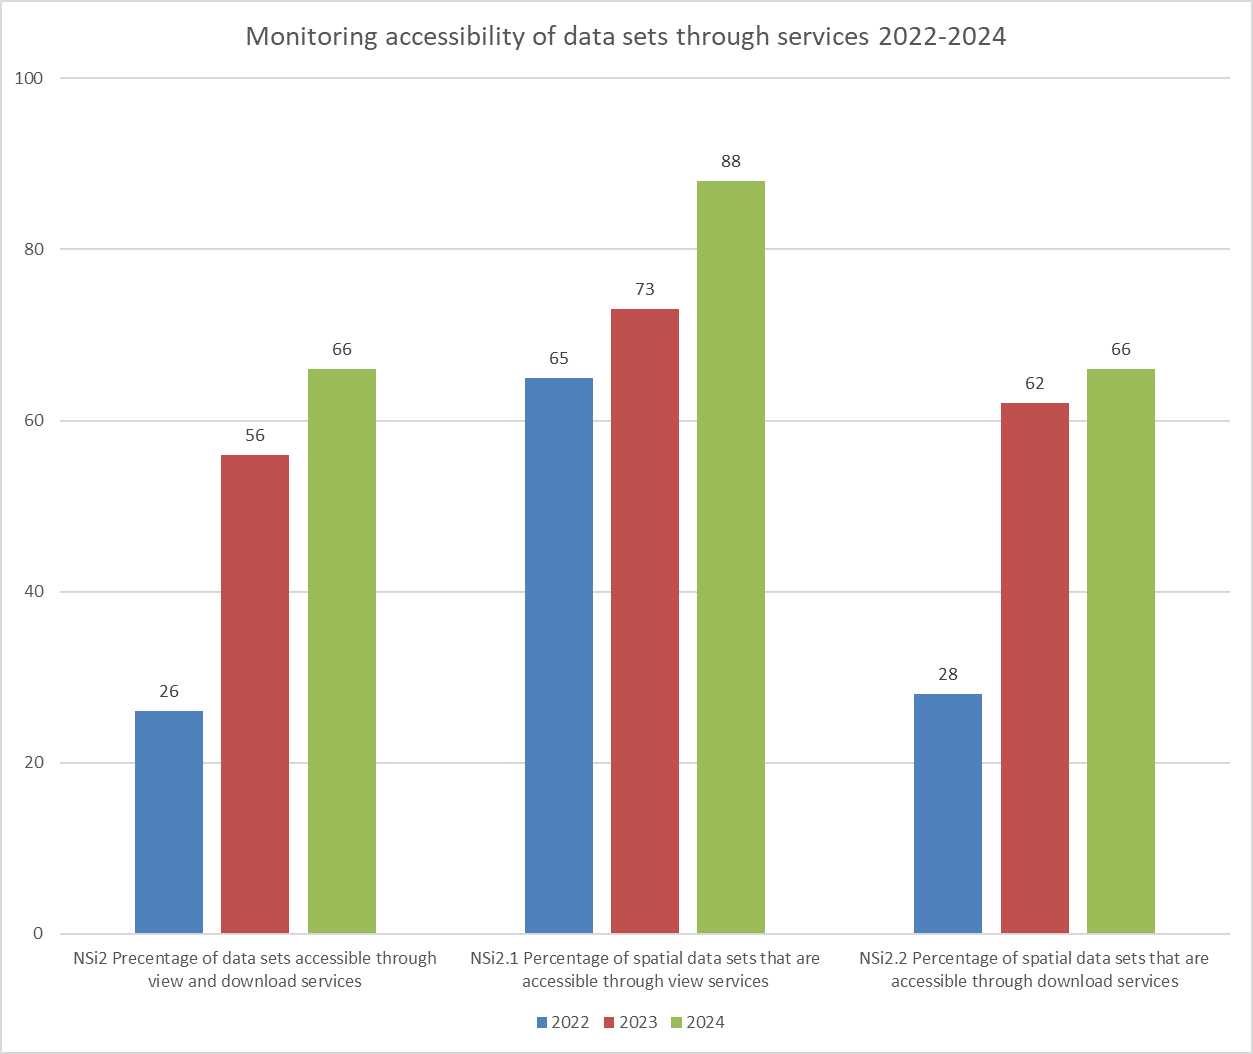 Monitoring accessibility of data sets through services 2022-2024
100
80
60
40
20
0
26
56
66
65
73
88
28
62
66
NSi2 Precentage of data sets accessible through
view and download services
NSi2.1 Percentage of spatial data sets that are
accessible through view services
NSi2.2 Percentage of spatial data sets that are
accessible through download services
2022 2023 2024